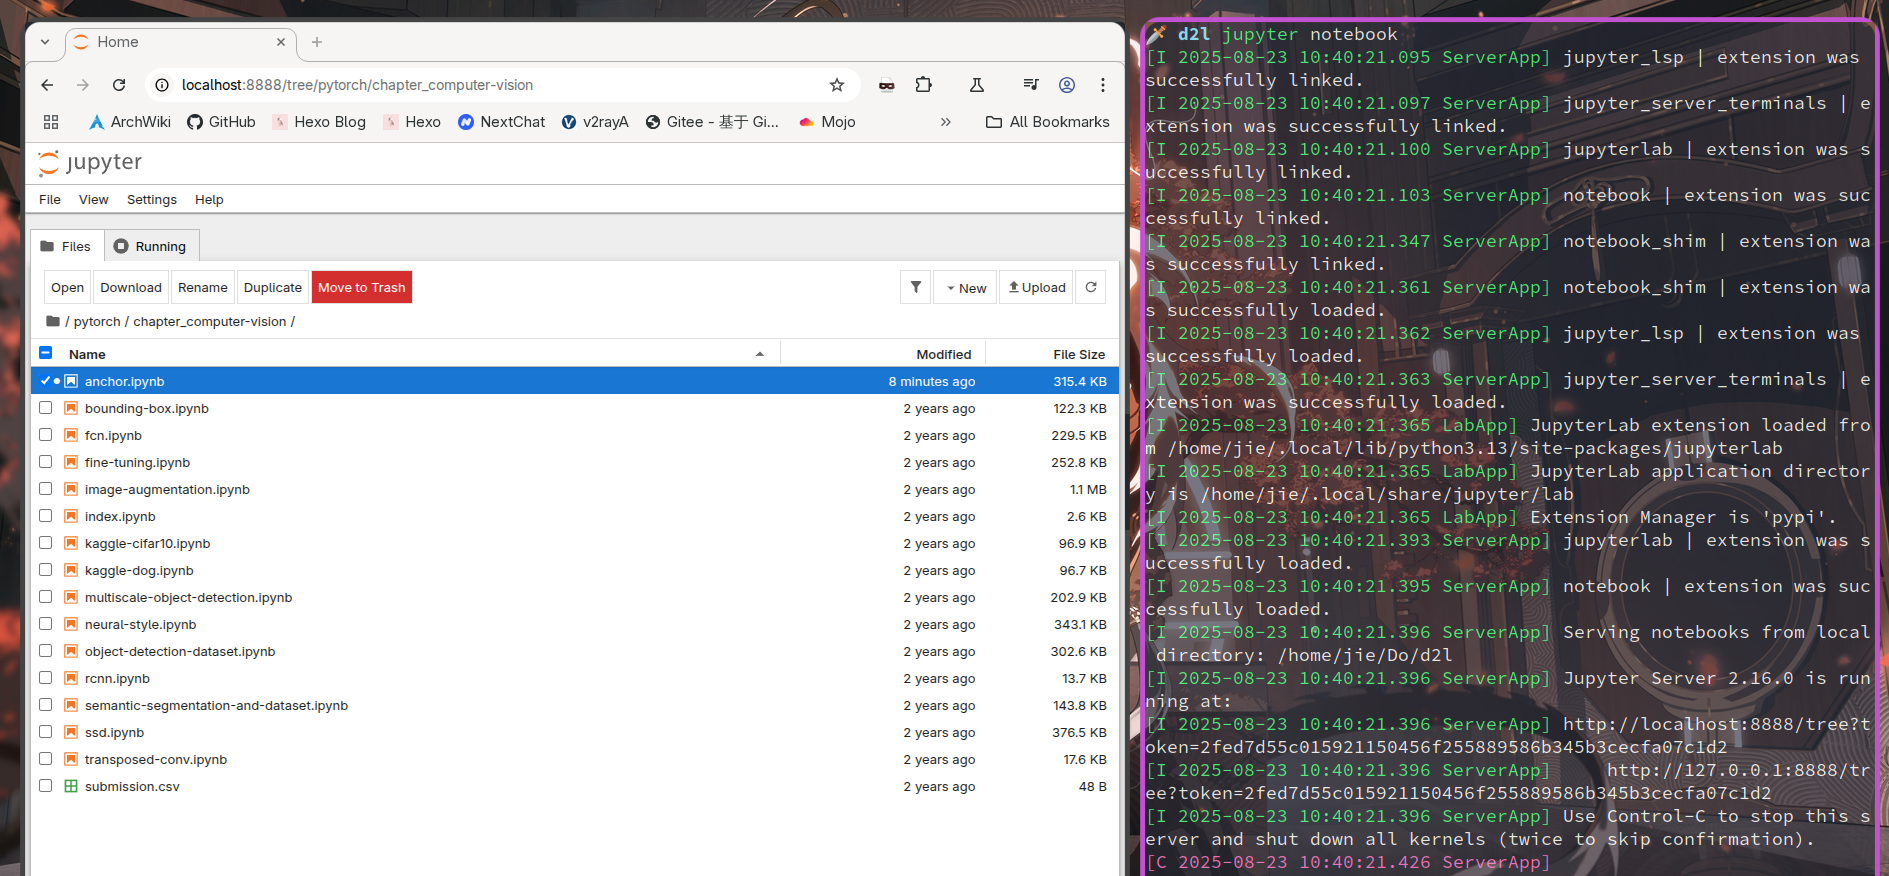 Home
localhost:8888/tree/pytorch/chapter_computer-vision
ArchWiki GitHub Hexo Blog Hexo NextChat v2rayA Gitee - 基于 Gi... Mojo » All Bookmarks
jupyter
File View Settings Help
Files Running
Open Download Rename Duplicate Move to Trash New Upload
/ pytorch / chapter_computer-vision /
Name Modified File Size
anchor.ipynb 8 minutes ago 315.4 KB
bounding-box.ipynb 2 years ago 122.3 KB
fcn.ipynb 2 years ago 229.5 KB
fine-tuning.ipynb 2 years ago 252.8 KB
image-augmentation.ipynb 2 years ago 1.1 MB
index.ipynb 2 years ago 2.6 KB
kaggle-cifar10.ipynb 2 years ago 96.9 KB
kaggle-dog.ipynb 2 years ago 96.7 KB
multiscale-object-detection.ipynb 2 years ago 202.9 KB
neural-style.ipynb 2 years ago 343.1 KB
object-detection-dataset.ipynb 2 years ago 302.6 KB
rcnn.ipynb 2 years ago 13.7 KB
semantic-segmentation-and-dataset.ipynb 2 years ago 143.8 KB
ssd.ipynb 2 years ago 376.5 KB
transposed-conv.ipynb 2 years ago 17.6 KB
submission.csv 2 years ago 48 B
d2l jupyter notebook
[I 2025-08-23 10:40:21.095 ServerApp] jupyter_lsp | extension was
successfully linked.
[I 2025-08-23 10:40:21.097 ServerApp] jupyter_server_terminals | e
xtension was successfully linked.
[I 2025-08-23 10:40:21.100 ServerApp] jupyterlab | extension was s
uccessfully linked.
[I 2025-08-23 10:40:21.103 ServerApp] notebook | extension was suc
cessfully linked.
[I 2025-08-23 10:40:21.347 ServerApp] notebook_shim | extension wa
s successfully linked.
[I 2025-08-23 10:40:21.361 ServerApp] notebook_shim | extension wa
s successfully loaded.
[I 2025-08-23 10:40:21.362 ServerApp] jupyter_lsp | extension was
successfully loaded.
[I 2025-08-23 10:40:21.363 ServerApp] jupyter_server_terminals | e
xtension was successfully loaded.
[I 2025-08-23 10:40:21.365 LabApp] JupyterLab extension loaded fro
m /home/jie/.local/lib/python3.13/site-packages/jupyterlab
[I 2025-08-23 10:40:21.365 LabApp] JupyterLab application director
y is /home/jie/.local/share/jupyter/lab
[I 2025-08-23 10:40:21.365 LabApp] Extension Manager is 'pypi'.
[I 2025-08-23 10:40:21.393 ServerApp] jupyterlab | extension was s
uccessfully loaded.
[I 2025-08-23 10:40:21.395 ServerApp] notebook | extension was suc
cessfully loaded.
[I 2025-08-23 10:40:21.396 ServerApp] Serving notebooks from local
directory: /home/jie/Do/d2l
[I 2025-08-23 10:40:21.396 ServerApp] Jupyter Server 2.16.0 is run
ning at:
[I 2025-08-23 10:40:21.396 ServerApp] http://localhost:8888/tree?t
oken=2fed7d55c015921150456f255889586b345b3cecfa07c1d2
[I 2025-08-23 10:40:21.396 ServerApp] http://127.0.0.1:8888/tr
ee?token=2fed7d55c015921150456f255889586b345b3cecfa07c1d2
[I 2025-08-23 10:40:21.396 ServerApp] Use Control-C to stop this s
erver and shut down all kernels (twice to skip confirmation).
[C 2025-08-23 10:40:21.426 ServerApp]